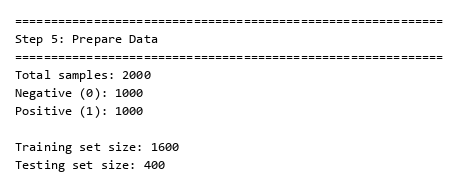 ============================================================
Step 5: Prepare Data
============================================================
Total samples: 2000
Negative (0): 1000
Positive (1): 1000
Training set size: 1600
Testing set size: 400